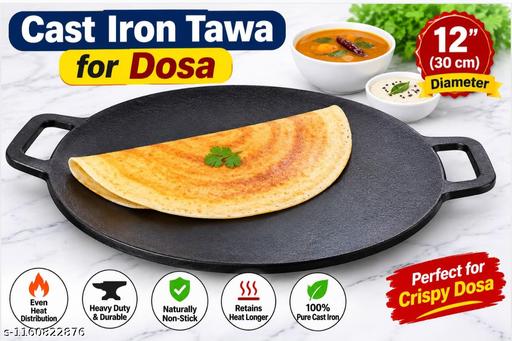 Cast Iron Tawa
for Dosa
12"
(30 cm)
Diameter
Even
Heat
Distribution
Heavy Duty
& Durable
Naturally
Non-Stick
Retains
Heat Longer
100%
Pure Cast Iron
Perfect for
Crispy Dosa
s-1160822876